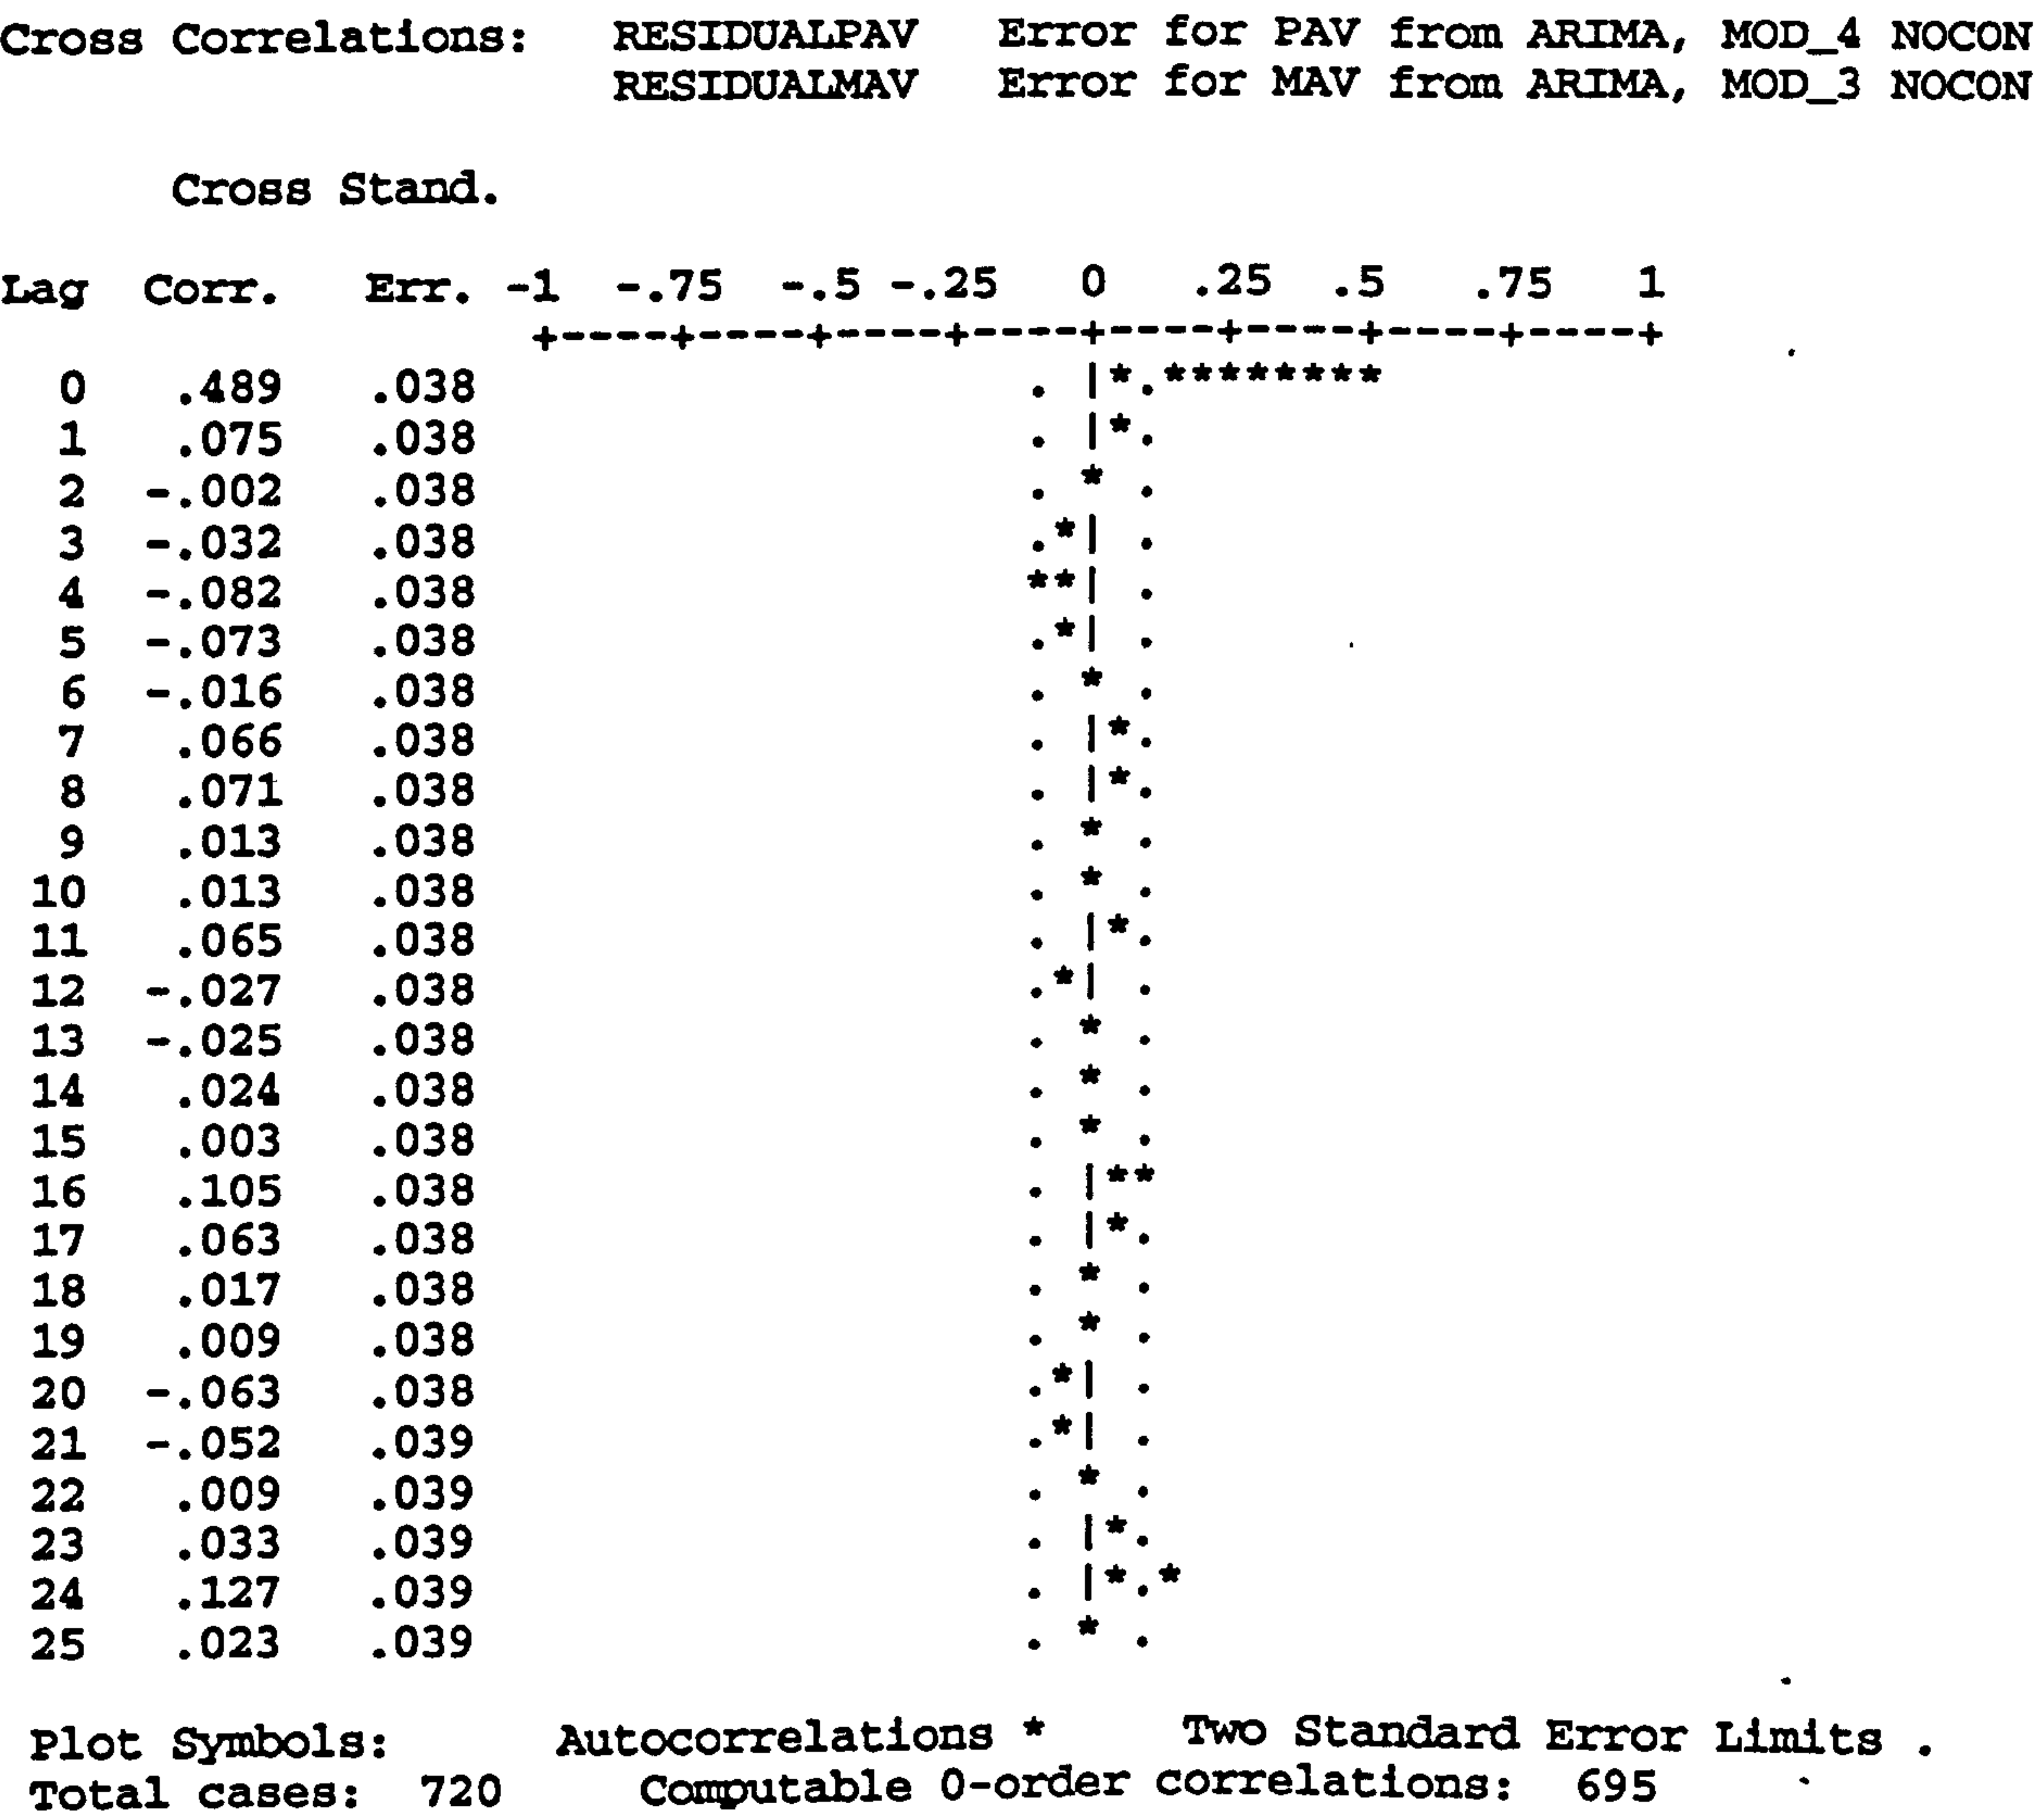 Cross Correlations: RESIDUALPAV Error for PAV from ARIMA, MOD_4 NOCON
RESIDUALMAV Error for MAV from ARIMA, MOD_3 NOCON
Cross Stand.
Lag Corr. Err. -1 -.75 -.5 -.25 0 .25 .5 .75 1
+----+----+----+----+----+----+----+----+
0 .489 .038 . |*.********
1 .075 .038 . |*.
2 -.002 .038 . * .
3 -.032 .038 .*| .
4 -.082 .038 **| .
5 -.073 .038 .*| .
6 -.016 .038 . * .
7 .066 .038 . |*.
8 .071 .038 . |*.
9 .013 .038 . * .
10 .013 .038 . * .
11 .065 .038 . |*.
12 -.027 .038 .*| .
13 -.025 .038 . * .
14 .024 .038 . * .
15 .003 .038 . * .
16 .105 .038 . |**
17 .063 .038 . |*.
18 .017 .038 . * .
19 .009 .038 . * .
20 -.063 .038 .*| .
21 -.052 .039 .*| .
22 .009 .039 . * .
23 .033 .039 . |*.
24 .127 .039 . |*.*
25 .023 .039 . * .
Plot Symbols: Autocorrelations * Two Standard Error Limits .
Total cases: 720 Computable 0-order correlations: 695